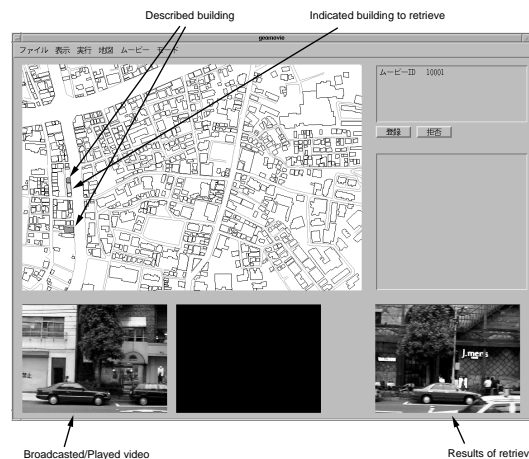 Described building
Indicated building to retrieve
geomovie
ファイル 表示 実行 地図 ムービー モード
ムービーID 10001
登録 拒否
禁止
J.men's
Broadcasted/Played video
Results of retriev